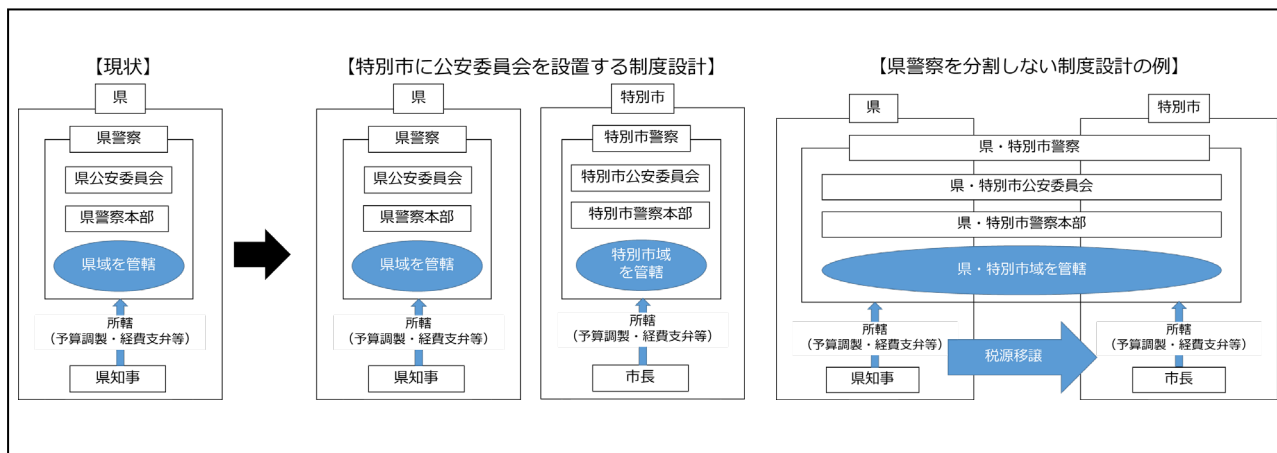 【現状】
県
県警察
県公安委員会
県警察本部
県域を管轄
所轄
(予算調製・経費支弁等)
県知事
【特別市に公安委員会を設置する制度設計】
県
県警察
県公安委員会
県警察本部
県域を管轄
所轄
(予算調製・経費支弁等)
県知事
特別市
特別市警察
特別市公安委員会
特別市警察本部
特別市域
を管轄
所轄
(予算調製・経費支弁等)
市長
【県警察を分割しない制度設計の例】
県
特別市
県・特別市警察
県・特別市公安委員会
県・特別市警察本部
県・特別市域を管轄
所轄
(予算調製・経費支弁等)
県知事
税源移譲
所轄
(予算調製・経費支弁等)
市長